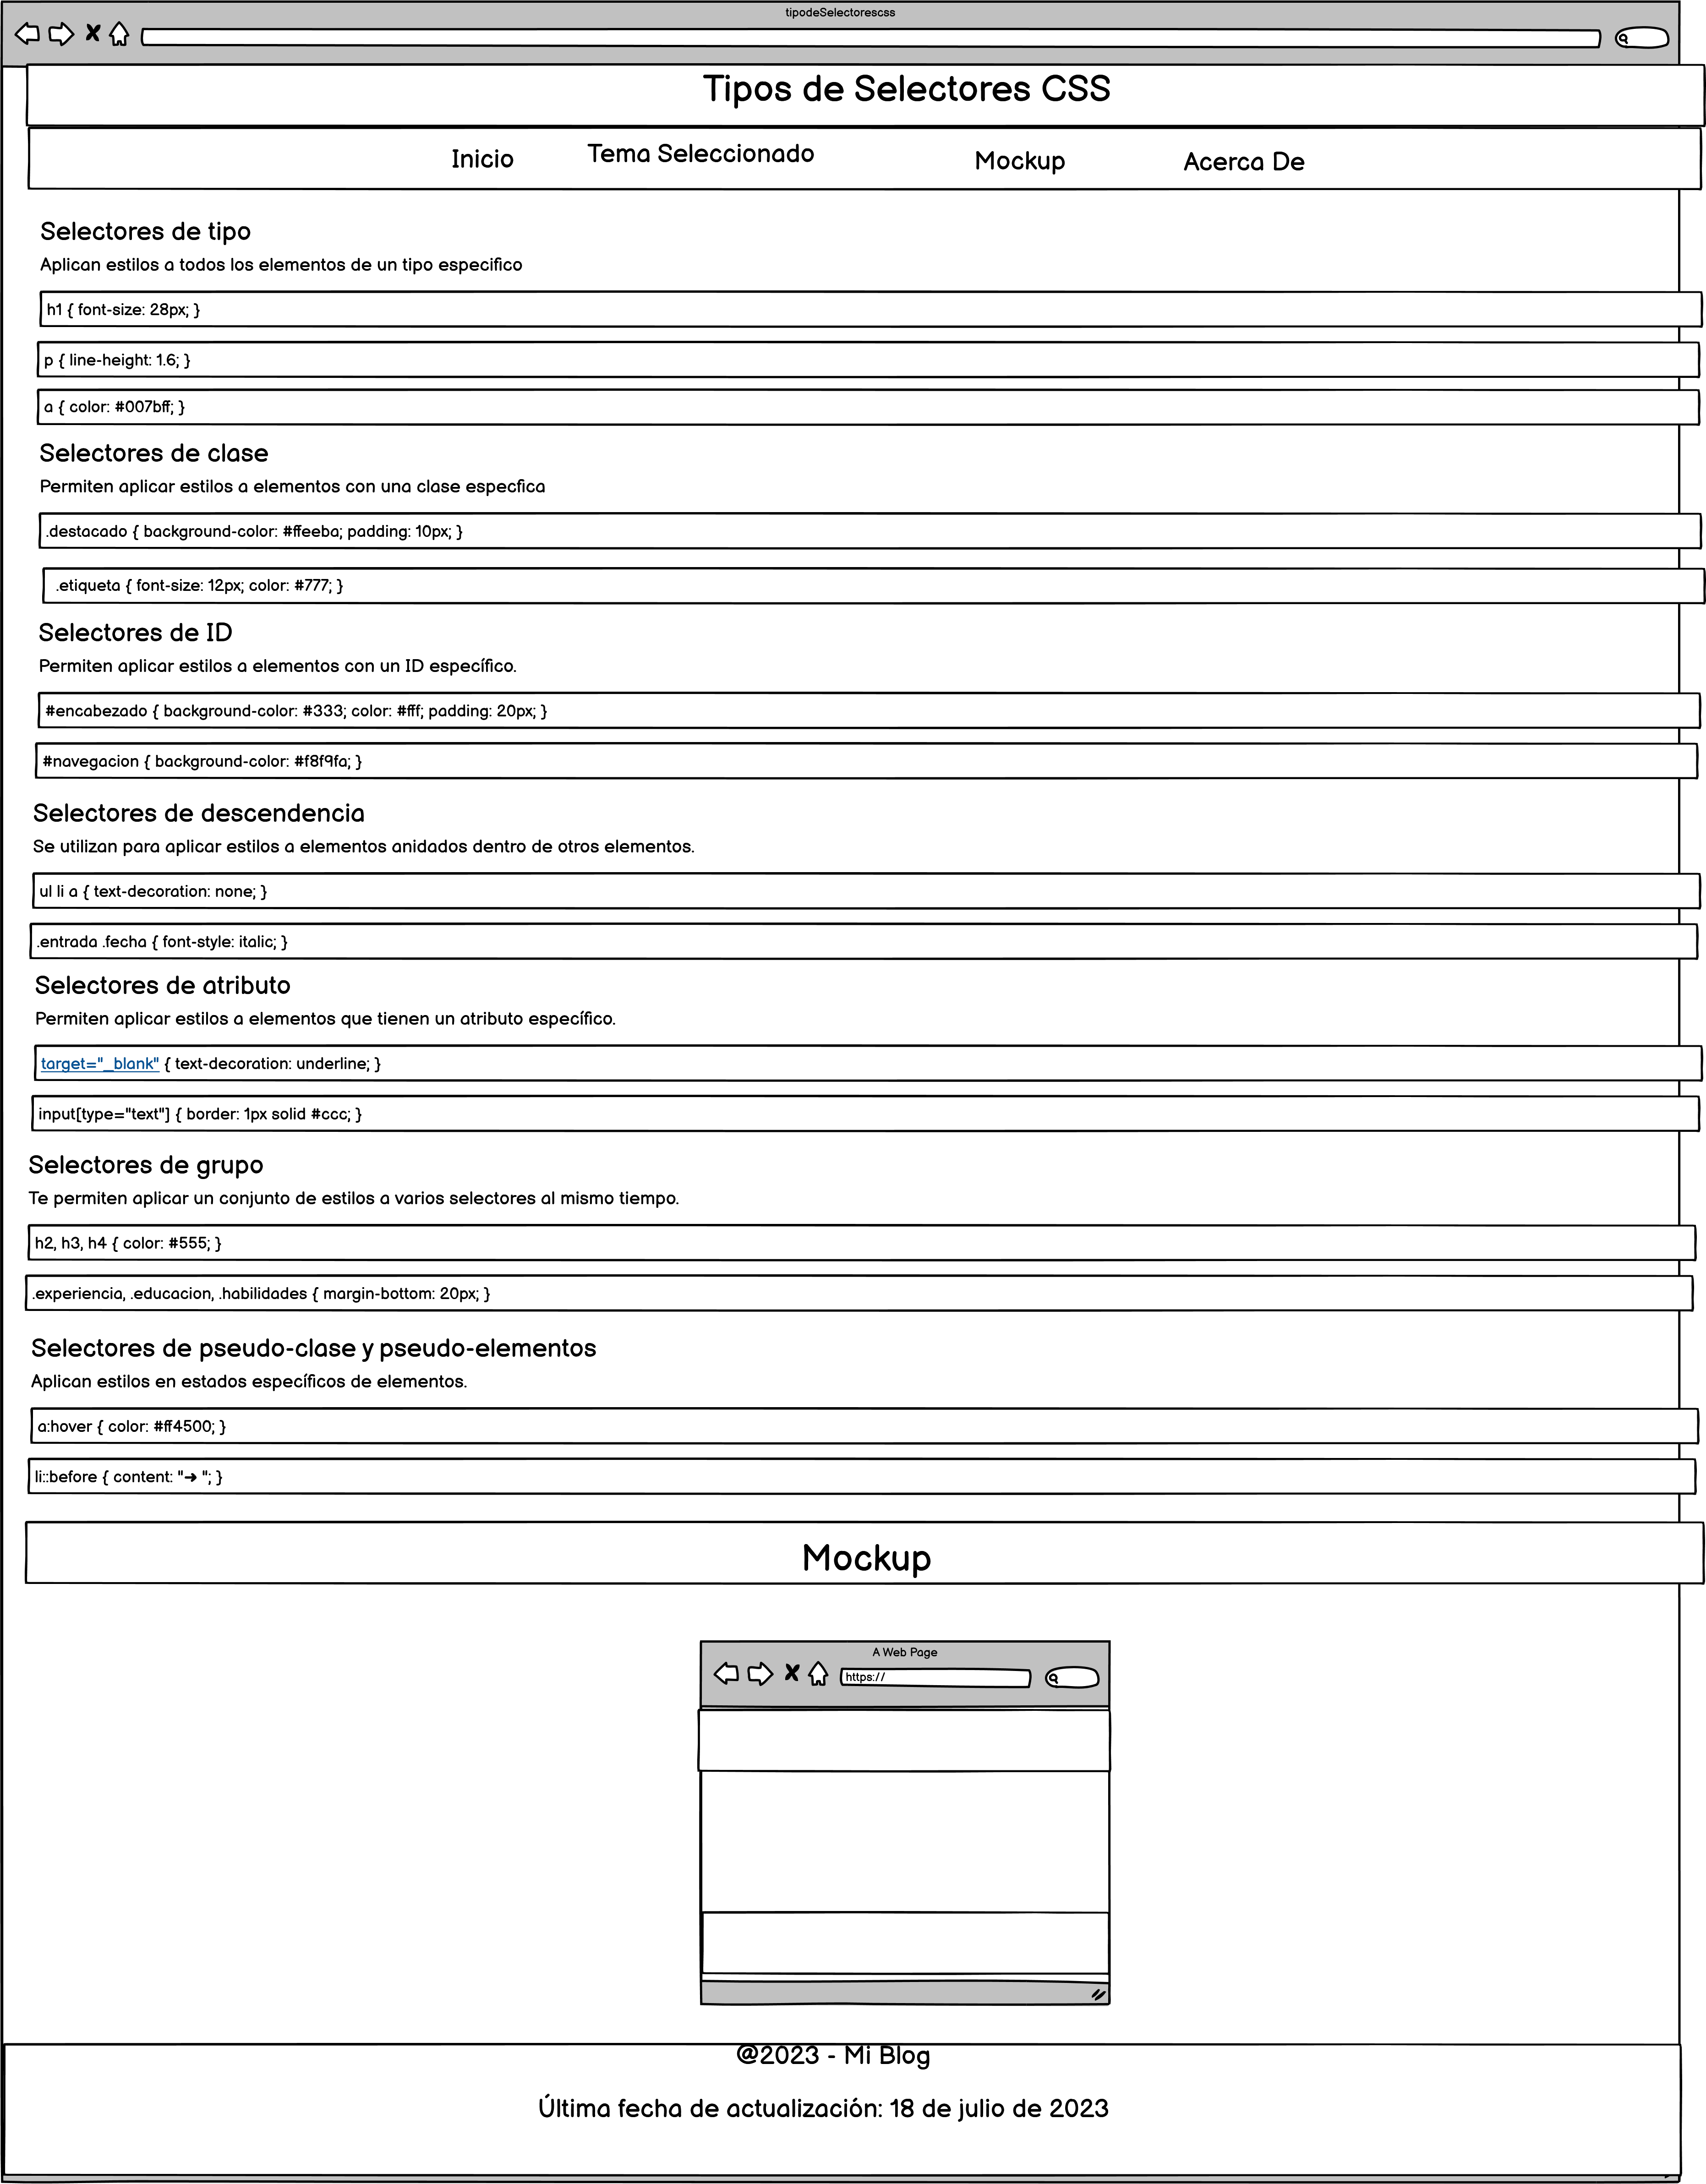 tipodeSelectorescss
Tipos de Selectores CSS
Inicio Tema Seleccionado Mockup Acerca De
Selectores de tipo
Aplican estilos a todos los elementos de un tipo especifico
h1 { font-size: 28px; }
p { line-height: 1.6; }
a { color: #007bff; }
Selectores de clase
Permiten aplicar estilos a elementos con una clase especfica
.destacado { background-color: #ffeeba; padding: 10px; }
.etiqueta { font-size: 12px; color: #777; }
Selectores de ID
Permiten aplicar estilos a elementos con un ID específico.
#encabezado { background-color: #333; color: #fff; padding: 20px; }
#navegacion { background-color: #f8f9fa; }
Selectores de descendencia
Se utilizan para aplicar estilos a elementos anidados dentro de otros elementos.
ul li a { text-decoration: none; }
.entrada .fecha { font-style: italic; }
Selectores de atributo
Permiten aplicar estilos a elementos que tienen un atributo específico.
target="_blank" { text-decoration: underline; }
input[type="text"] { border: 1px solid #ccc; }
Selectores de grupo
Te permiten aplicar un conjunto de estilos a varios selectores al mismo tiempo.
h2, h3, h4 { color: #555; }
.experiencia, .educacion, .habilidades { margin-bottom: 20px; }
Selectores de pseudo-clase y pseudo-elementos
Aplican estilos en estados específicos de elementos.
a:hover { color: #ff4500; }
li::before { content: "➜ "; }
Mockup
A Web Page
https://
@2023 - Mi Blog
Última fecha de actualización: 18 de julio de 2023